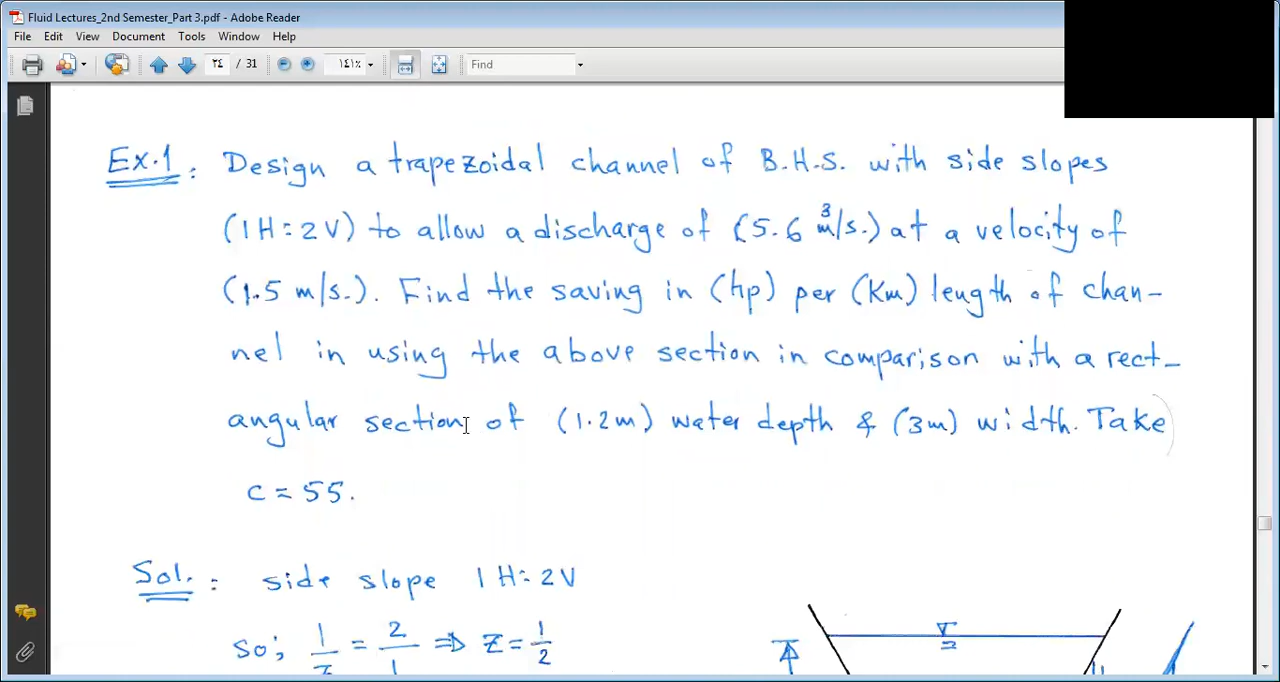 Fluid Lectures_2nd Semester_Part 3.pdf - Adobe Reader
File Edit View Document Tools Window Help
٢٤ / 31 ١٤١٪ Find
Ex.1: Design a trapezoidal channel of B.H.S. with side slopes
(1H:2V) to allow a discharge of (5.6 m³/s.) at a velocity of
(1.5 m/s.). Find the saving in (hp) per (Km) length of chan-
nel in using the above section in comparison with a rect-
angular section of (1.2m) water depth & (3m) width. Take
c = 55.
Sol.: side slope 1H:2V
So; 1/z = 2/1 ⇒ Z = 1/2